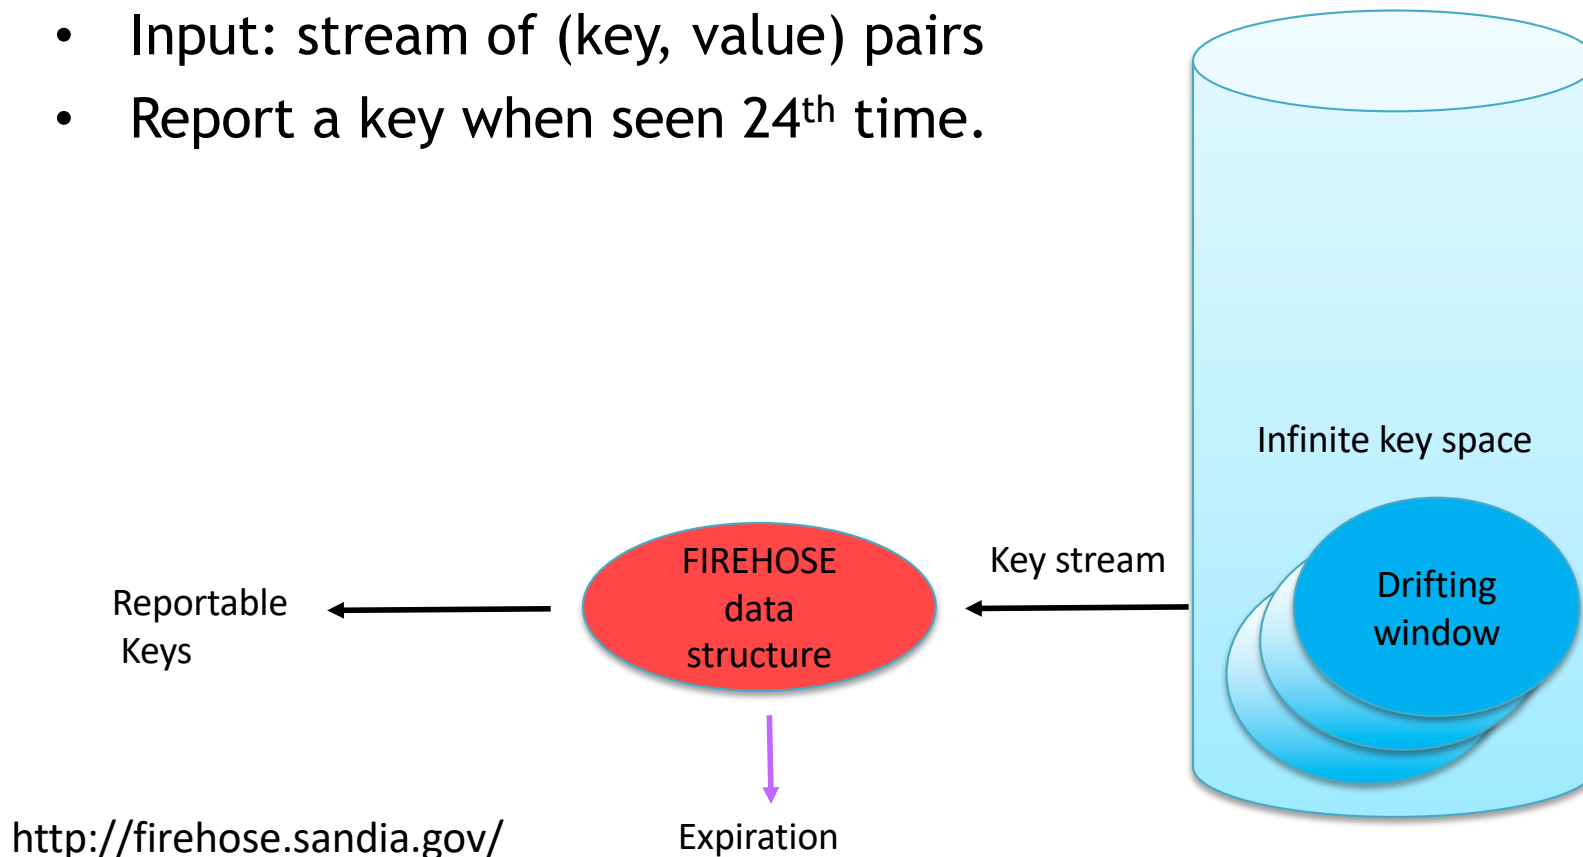 • Input: stream of (key, value) pairs
• Report a key when seen 24th time.
Infinite key space
FIREHOSE
data
structure
Key stream
Drifting
window
Reportable
Keys
http://firehose.sandia.gov/
Expiration